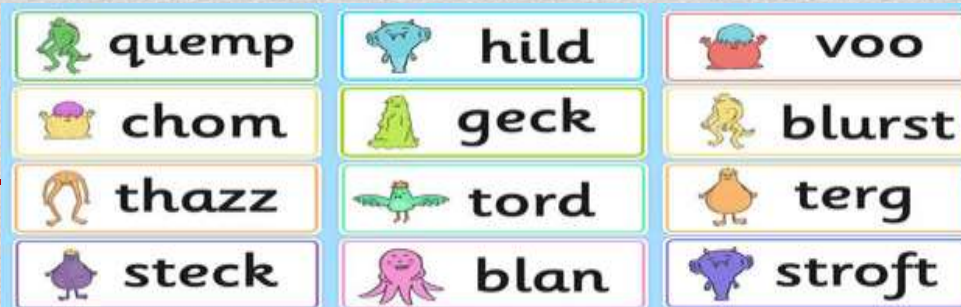 quemp hild voo
chom geck blurst
thazz tord terg
steck blan stroft